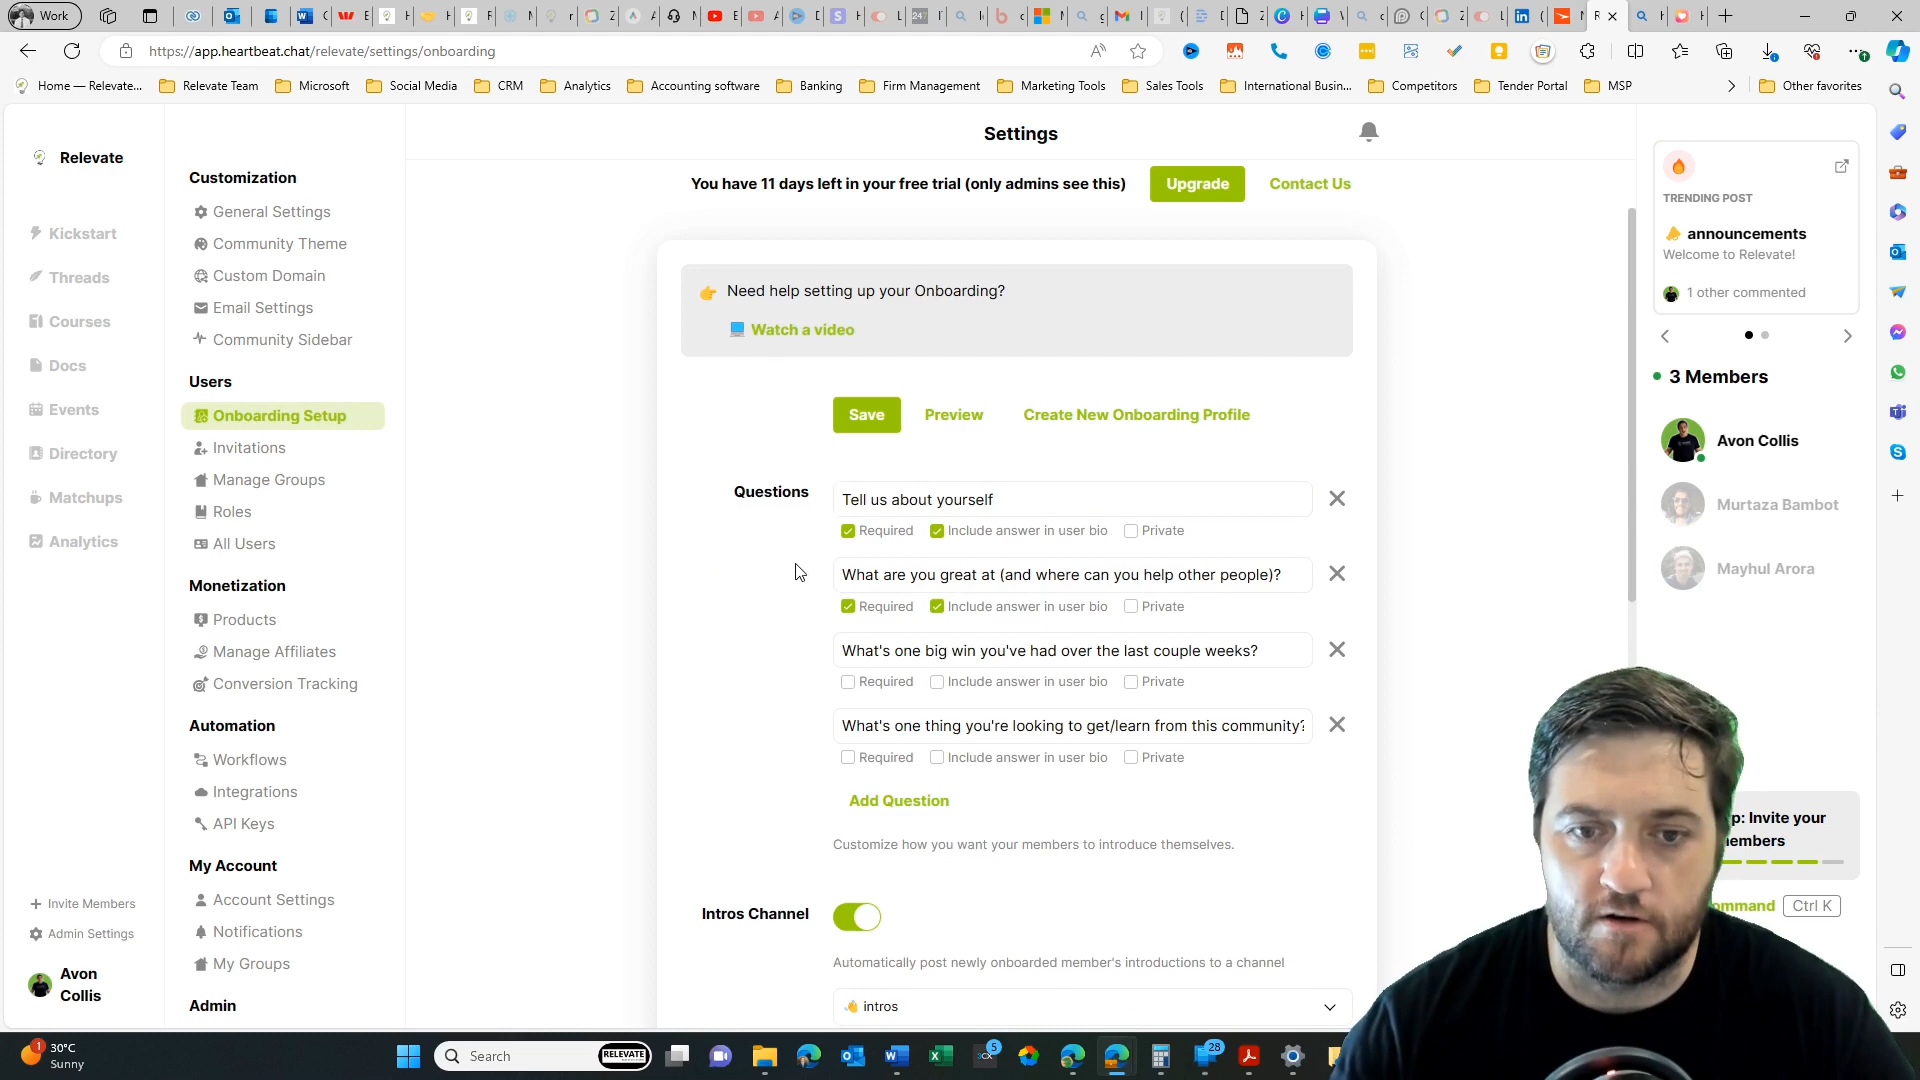 Work
https://app.heartbeat.chat/relevate/settings/onboarding
Home — Relevate...
Relevate Team
Microsoft
Social Media
CRM
Analytics
Accounting software
Banking
Firm Management
Marketing Tools
Sales Tools
International Busin...
Competitors
Tender Portal
MSP
Other favorites
Relevate
Kickstart
Threads
Courses
Docs
Events
Directory
Matchups
Analytics
Invite Members
Admin Settings
Avon
Collis
Customization
General Settings
Community Theme
Custom Domain
Email Settings
Community Sidebar
Users
Onboarding Setup
Invitations
Manage Groups
Roles
All Users
Monetization
Products
Manage Affiliates
Conversion Tracking
Automation
Workflows
Integrations
API Keys
My Account
Account Settings
Notifications
My Groups
Admin
Settings
You have 11 days left in your free trial (only admins see this)
Upgrade
Contact Us
Need help setting up your Onboarding?
Watch a video
Save
Preview
Create New Onboarding Profile
Questions
Tell us about yourself
Required Include answer in user bio Private
What are you great at (and where can you help other people)?
Required Include answer in user bio Private
What's one big win you've had over the last couple weeks?
Required Include answer in user bio Private
What's one thing you're looking to get/learn from this community?
Required Include answer in user bio Private
Add Question
Customize how you want your members to introduce themselves.
Intros Channel
Automatically post newly onboarded member's introductions to a channel
intros
TRENDING POST
announcements
Welcome to Relevate!
1 other commented
3 Members
Avon Collis
Murtaza Bambot
Mayhul Arora
p: Invite your
embers
ommand Ctrl K
1
30°C
Sunny
Search
RELEVATE
3CX
5
28